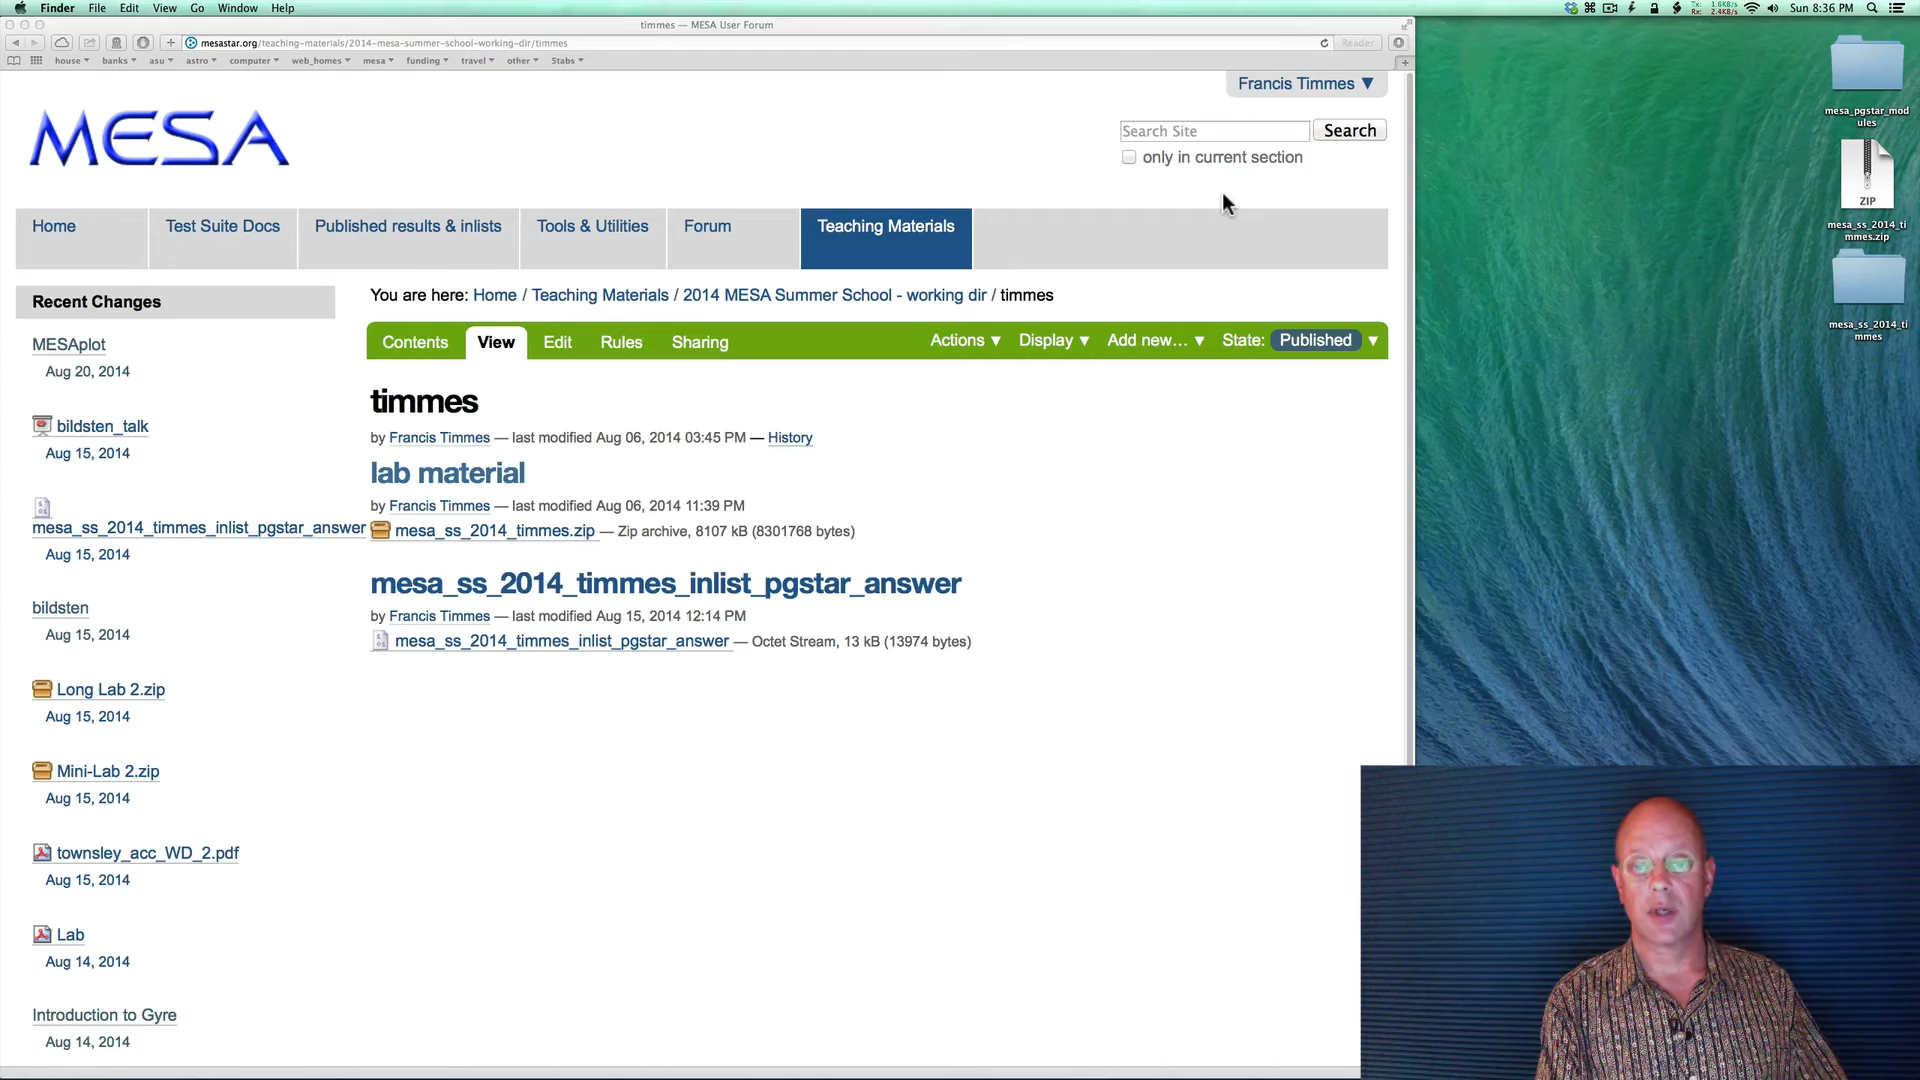 Finder File Edit View Go Window Help
Sun 8:36 PM
timmes — MESA User Forum
mesastar.org/teaching-materials/2014-mesa-summer-school-working-dir/timmes
Reader
house banks asu astro computer web_homes mesa funding travel other 5tabs
Francis Timmes ▼
MESA
Search Site
Search
only in current section
Home
Test Suite Docs
Published results & inlists
Tools & Utilities
Forum
Teaching Materials
Recent Changes
MESAplot
Aug 20, 2014
bildsten_talk
Aug 15, 2014
mesa_ss_2014_timmes_inlist_pgstar_answer
Aug 15, 2014
bildsten
Aug 15, 2014
Long Lab 2.zip
Aug 15, 2014
Mini-Lab 2.zip
Aug 15, 2014
townsley_acc_WD_2.pdf
Aug 15, 2014
Lab
Aug 14, 2014
Introduction to Gyre
Aug 14, 2014
You are here: Home / Teaching Materials / 2014 MESA Summer School - working dir / timmes
Contents View Edit Rules Sharing Actions ▼ Display ▼ Add new… ▼ State: Published ▼
timmes
by Francis Timmes — last modified Aug 06, 2014 03:45 PM — History
lab material
by Francis Timmes — last modified Aug 06, 2014 11:39 PM
mesa_ss_2014_timmes.zip — Zip archive, 8107 kB (8301768 bytes)
mesa_ss_2014_timmes_inlist_pgstar_answer
by Francis Timmes — last modified Aug 15, 2014 12:14 PM
mesa_ss_2014_timmes_inlist_pgstar_answer — Octet Stream, 13 kB (13974 bytes)
mesa_pgstar_mod
ules
ZIP
mesa_ss_2014_ti
mmes.zip
mesa_ss_2014_ti
mmes